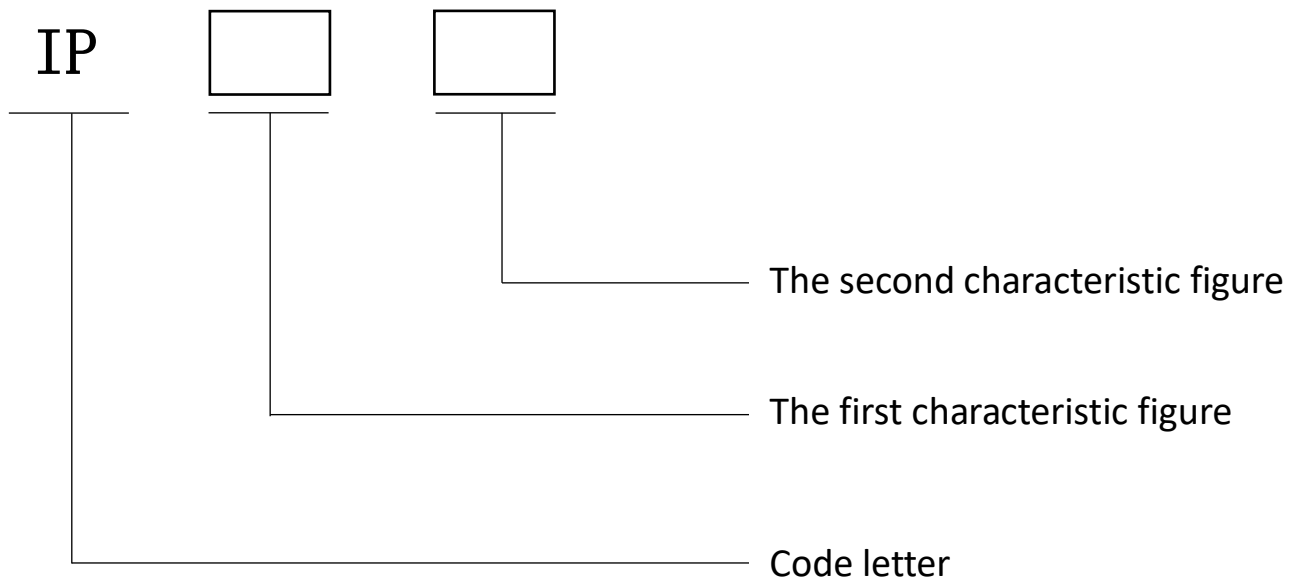 IP
The second characteristic figure
The first characteristic figure
Code letter